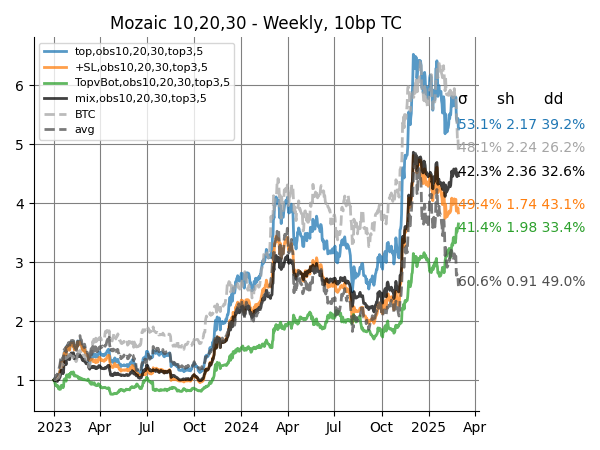 Mozaic 10,20,30 - Weekly, 10bp TC
top,obs10,20,30,top3,5
+SL,obs10,20,30,top3,5
TopvBot,obs10,20,30,top3,5
mix,obs10,20,30,top3,5
BTC
avg
σ sh dd
53.1% 2.17 39.2%
48.1% 2.24 26.2%
42.3% 2.36 32.6%
49.4% 1.74 43.1%
41.4% 1.98 33.4%
60.6% 0.91 49.0%
6
5
4
3
2
1
2023 Apr Jul Oct 2024 Apr Jul Oct 2025 Apr